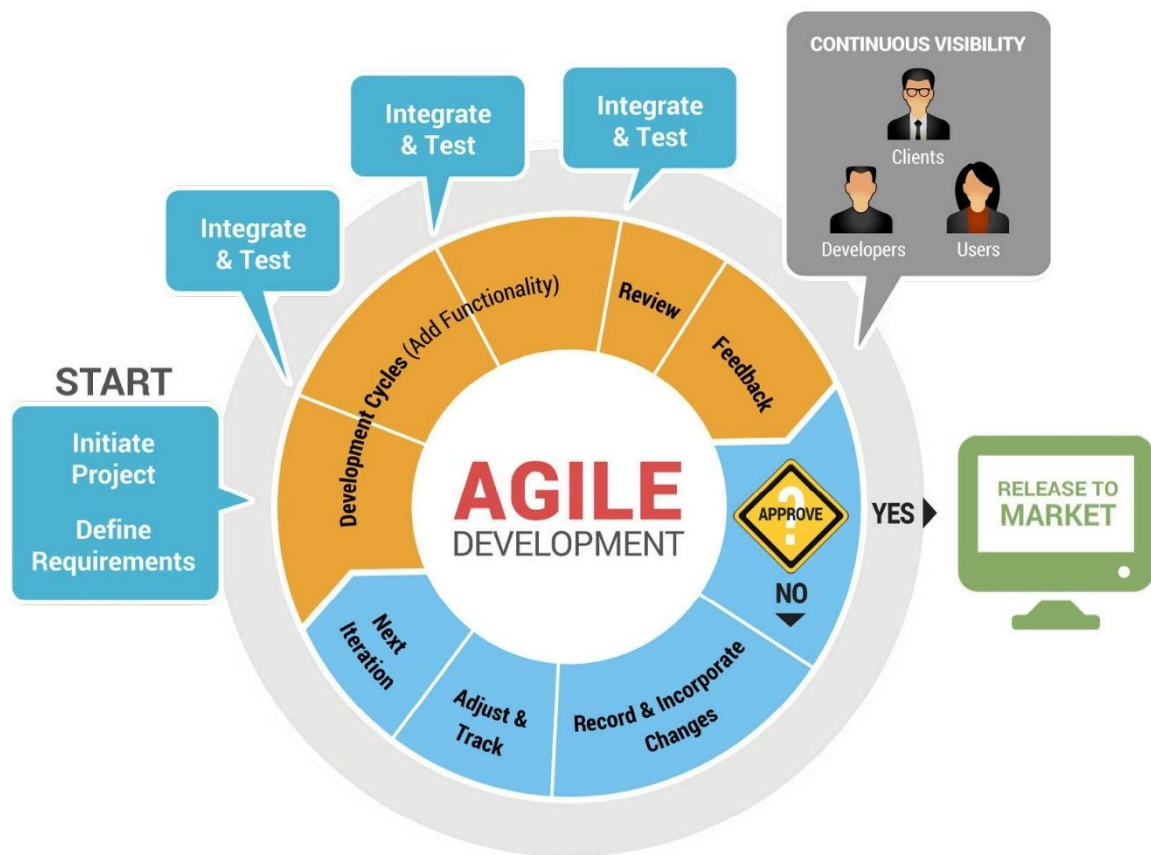 START
Initiate
Project
Define
Requirements
Integrate
& Test
Integrate
& Test
Integrate
& Test
CONTINUOUS VISIBILITY
Clients
Developers
Users
Development Cycles (Add Functionality)
Review
Feedback
?
APPROVE
YES
NO
RELEASE TO
MARKET
Record & Incorporate
Changes
Adjust &
Track
Next
Iteration
AGILE
DEVELOPMENT